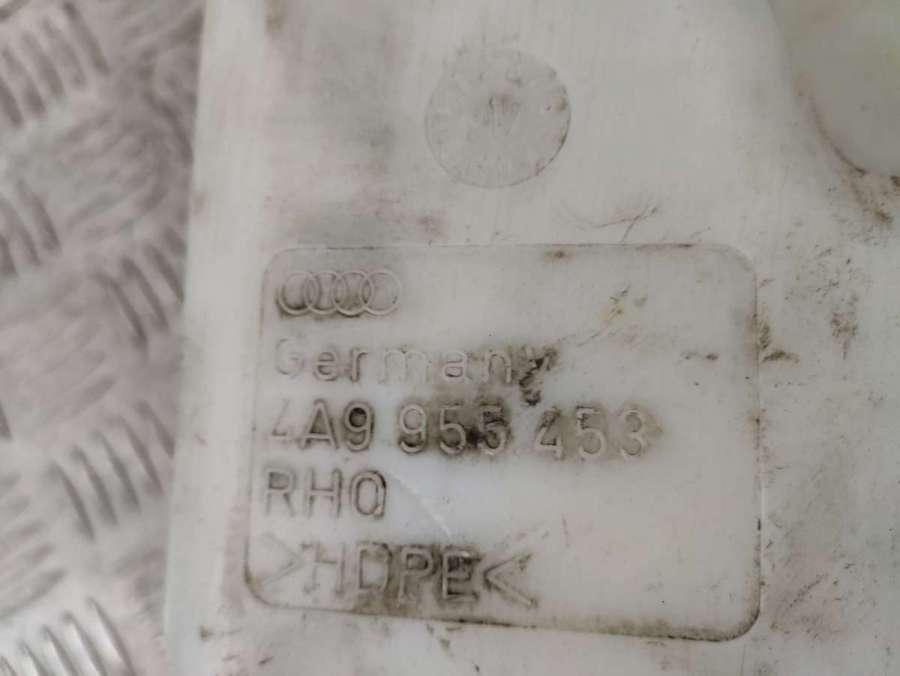 Germany
4A9 955 453
RHO
>HDPE<